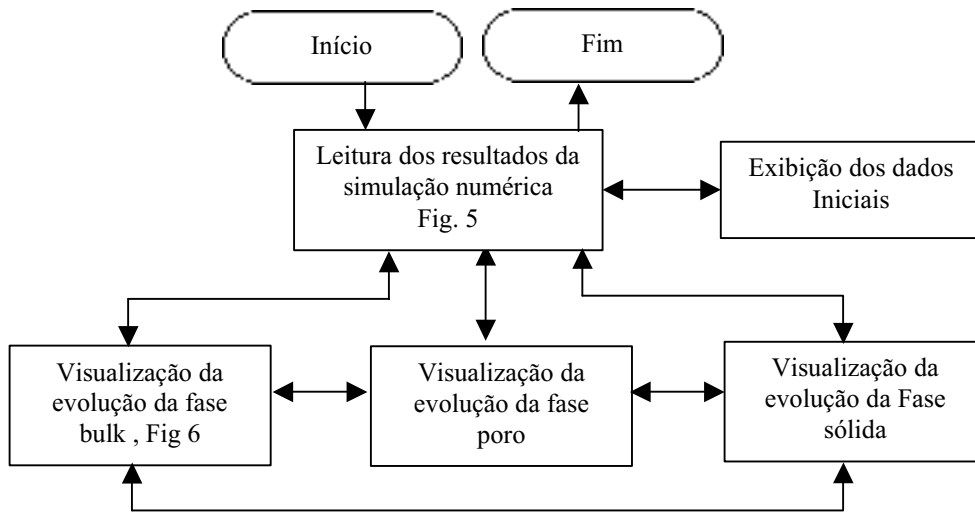 Início
Fim
Leitura dos resultados da
simulação numérica
Fig. 5
Exibição dos dados
Iniciais
Visualização da
evolução da fase
bulk , Fig 6
Visualização da
evolução da fase
poro
Visualização da
evolução da Fase
sólida